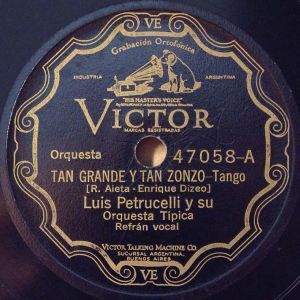 VE
Grabación Ortofónica
INDUSTRIA
ARGENTINA
"HIS MASTER'S VOICE"
VICTOR
MARCAS REGISTRADAS
Orquesta
47058-A
TAN GRANDE Y TAN ZONZO-Tango
[R. Aieta - Enrique Dizeo]
Luis Petrucelli y su
Orquesta Típica
Refrán vocal
VICTOR TALKING MACHINE CO.
SUCURSAL ARGENTINA,
BUENOS AIRES
VE